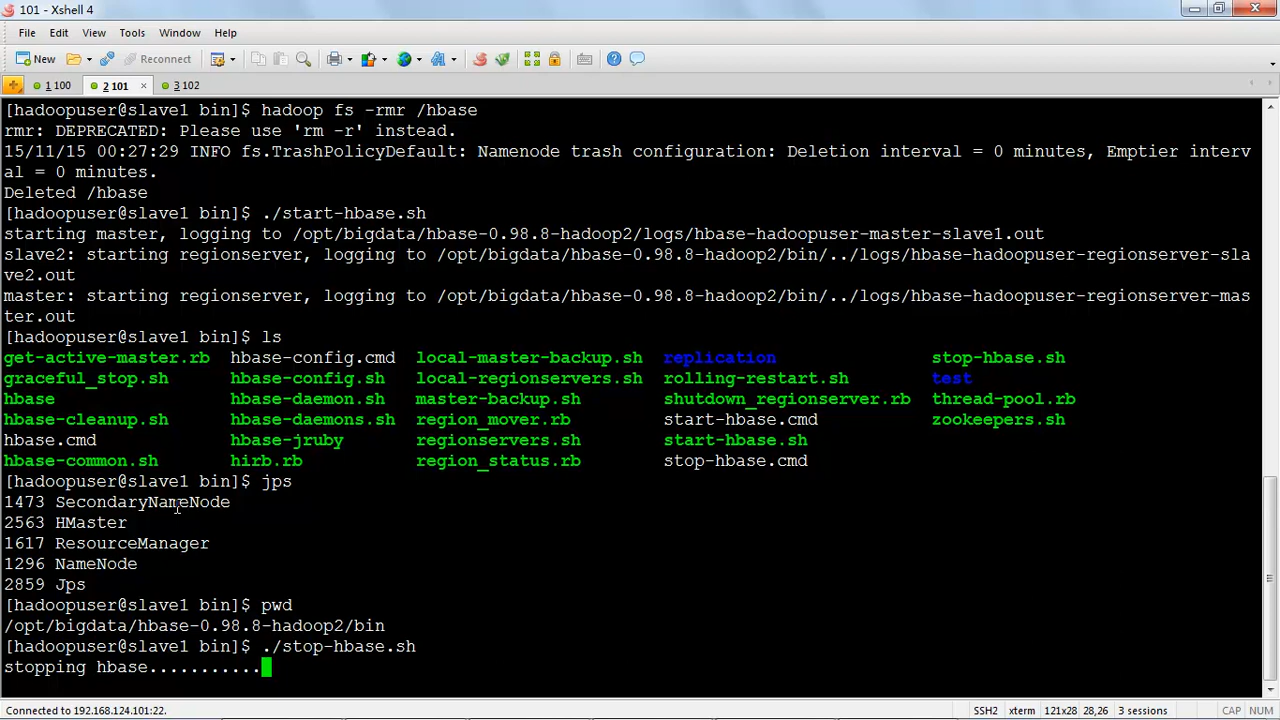 101 - Xshell 4
File Edit View Tools Window Help
New Reconnect
1 100 2 101 × 3 102
[hadoopuser@slave1 bin]$ hadoop fs -rmr /hbase
rmr: DEPRECATED: Please use 'rm -r' instead.
15/11/15 00:27:29 INFO fs.TrashPolicyDefault: Namenode trash configuration: Deletion interval = 0 minutes, Emptier interv
al = 0 minutes.
Deleted /hbase
[hadoopuser@slave1 bin]$ ./start-hbase.sh
starting master, logging to /opt/bigdata/hbase-0.98.8-hadoop2/logs/hbase-hadoopuser-master-slave1.out
slave2: starting regionserver, logging to /opt/bigdata/hbase-0.98.8-hadoop2/bin/../logs/hbase-hadoopuser-regionserver-sla
ve2.out
master: starting regionserver, logging to /opt/bigdata/hbase-0.98.8-hadoop2/bin/../logs/hbase-hadoopuser-regionserver-mas
ter.out
[hadoopuser@slave1 bin]$ ls
get-active-master.rb hbase-config.cmd local-master-backup.sh replication stop-hbase.sh
graceful_stop.sh hbase-config.sh local-regionservers.sh rolling-restart.sh test
hbase hbase-daemon.sh master-backup.sh shutdown_regionserver.rb thread-pool.rb
hbase-cleanup.sh hbase-daemons.sh region_mover.rb start-hbase.cmd zookeepers.sh
hbase.cmd hbase-jruby regionservers.sh start-hbase.sh
hbase-common.sh hirb.rb region_status.rb stop-hbase.cmd
[hadoopuser@slave1 bin]$ jps
1473 SecondaryNameNode
2563 HMaster
1617 ResourceManager
1296 NameNode
2859 Jps
[hadoopuser@slave1 bin]$ pwd
/opt/bigdata/hbase-0.98.8-hadoop2/bin
[hadoopuser@slave1 bin]$ ./stop-hbase.sh
stopping hbase...........
Connected to 192.168.124.101:22. SSH2 xterm 121x28 28,26 3 sessions CAP NUM